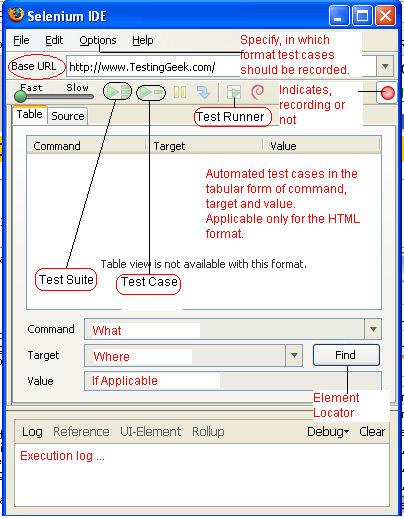 Selenium IDE
File Edit Options Help
Specify, in which
format test cases
should be recorded.
Base URL http://www.TestingGeek.com/
Fast Slow
Indicates,
recording or
not
Test Runner
Table Source
Command Target Value
Automated test cases in the
tabular form of command,
target and value.
Applicable only for the HTML
format.
Table view is not available with this format.
Test Suite
Test Case
Command What
Target Where
Find
Value If Applicable
Element
Locator
Log Reference UI-Element Rollup Debug Clear
Execution log ...